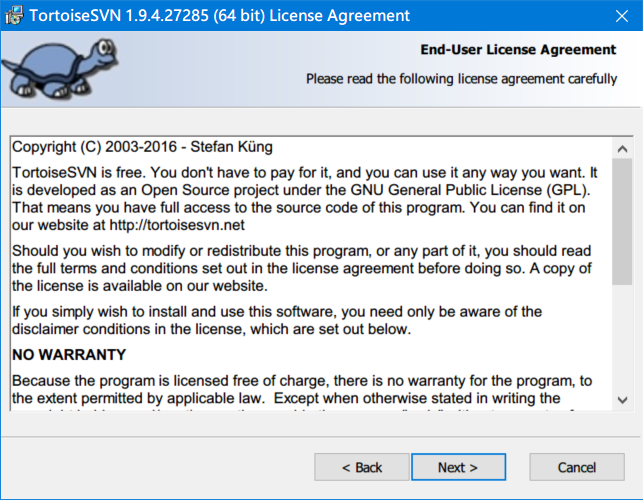 TortoiseSVN 1.9.4.27285 (64 bit) License Agreement
End-User License Agreement
Please read the following license agreement carefully
Copyright (C) 2003-2016 - Stefan Küng
TortoiseSVN is free. You don't have to pay for it, and you can use it any way you want. It
is developed as an Open Source project under the GNU General Public License (GPL).
That means you have full access to the source code of this program. You can find it on
our website at http://tortoisesvn.net
Should you wish to modify or redistribute this program, or any part of it, you should read
the full terms and conditions set out in the license agreement before doing so. A copy of
the license is available on our website.
If you simply wish to install and use this software, you need only be aware of the
disclaimer conditions in the license, which are set out below.
NO WARRANTY
Because the program is licensed free of charge, there is no warranty for the program, to
the extent permitted by applicable law.  Except when otherwise stated in writing the
< Back
Next >
Cancel